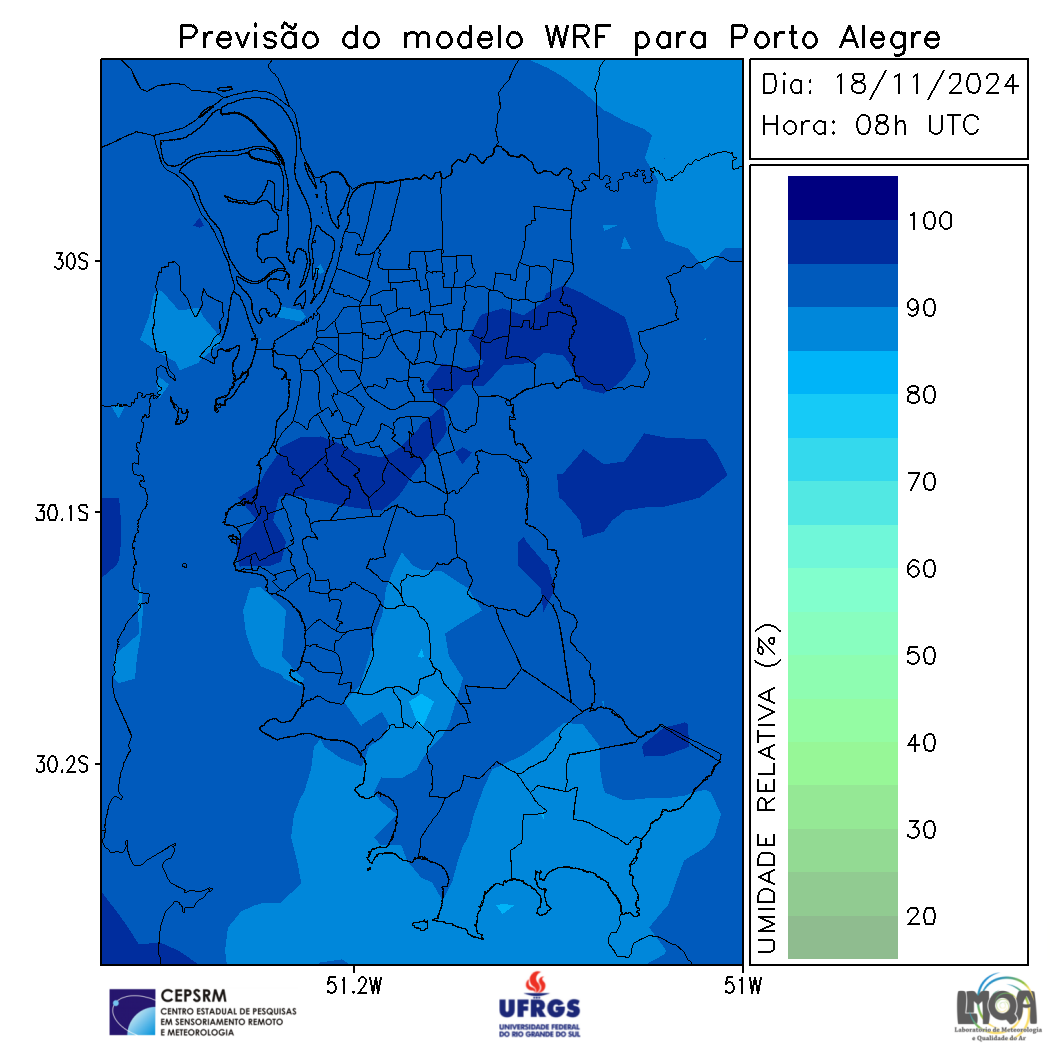 Previsão do modelo WRF para Porto Alegre
Dia: 18/11/2024
Hora: 08h UTC
30S
30.1S
30.2S
51.2W
51W
UMIDADE RELATIVA (%)
100
90
80
70
60
50
40
30
20
CEPSRM
CENTRO ESTADUAL DE PESQUISAS
EM SENSORIAMENTO REMOTO
E METEOROLOGIA
UFRGS
UNIVERSIDADE FEDERAL
DO RIO GRANDE DO SUL
LMQA
Laboratório de Meteorologia
e Qualidade do Ar